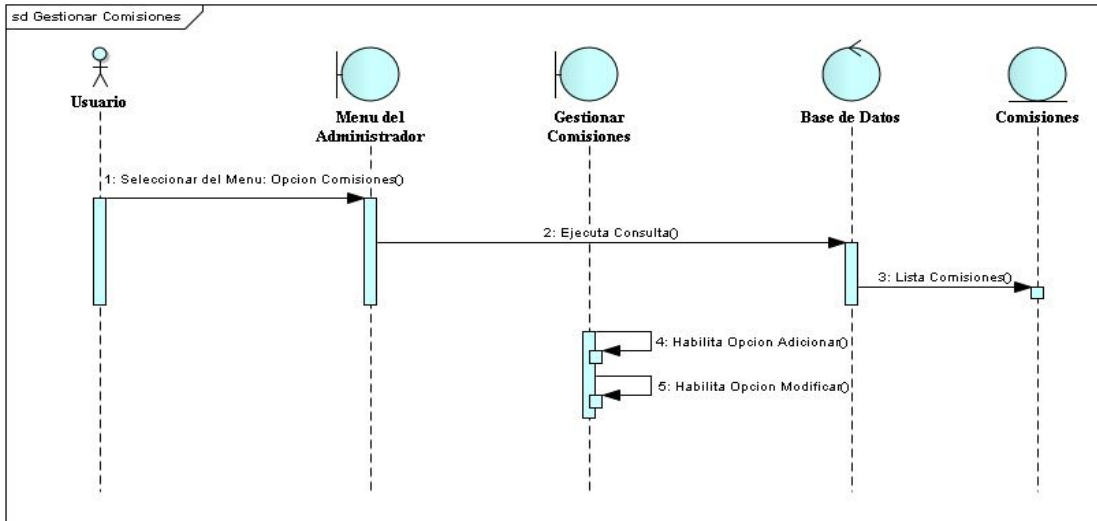 sd Gestionar Comisiones
Usuario
Menu del
Administrador
Gestionar
Comisiones
Base de Datos
Comisiones
1: Seleccionar del Menu: Opcion Comisiones()
2: Ejecuta Consulta()
3: Lista Comisiones()
4: Habilita Opcion Adicionar()
5: Habilita Opcion Modificar()